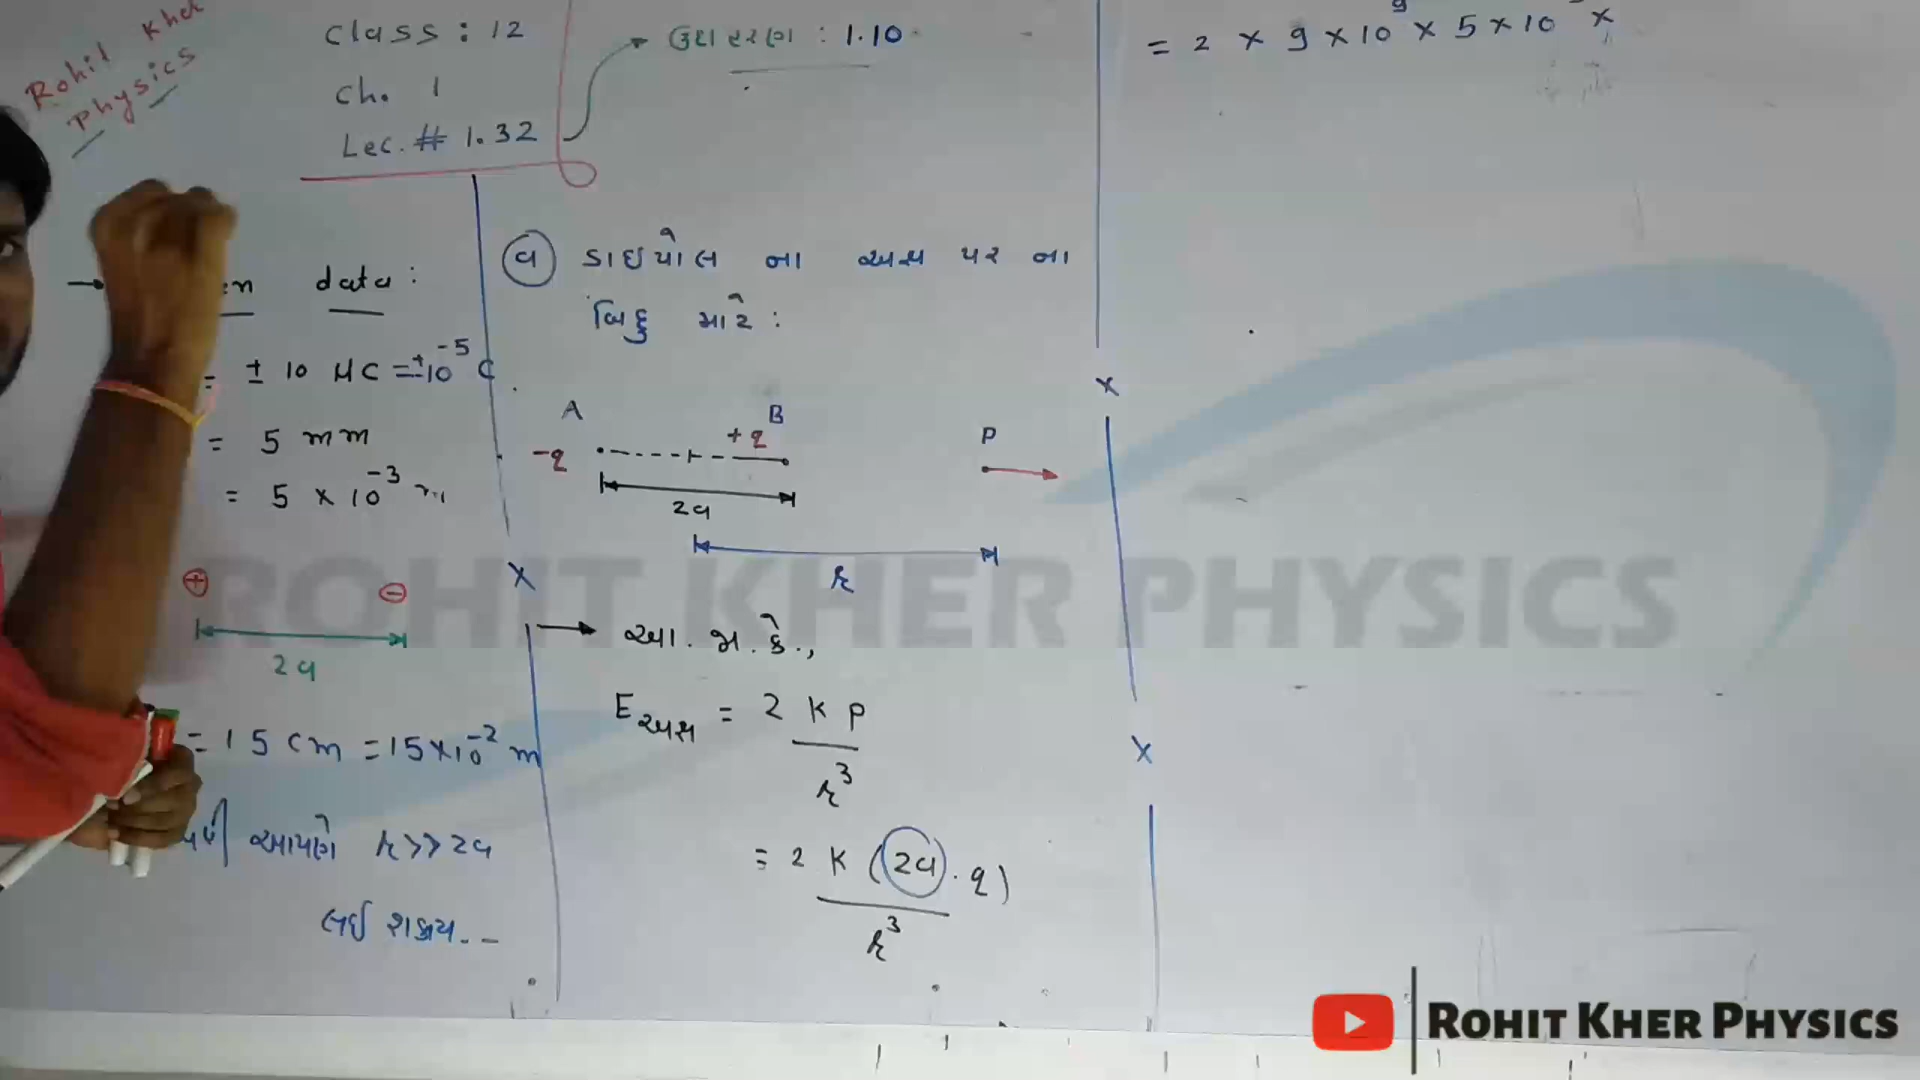 Rohit Kher
Physics
Class : 12
Ch. 1
Lec. # 1.32
ઉદાહરણ : 1.10
= 2 × 9 × 10⁹ × 5 × 10 ×
data :
= ± 10 μC = ±10⁻⁵ C
= 5 mm
= 5 × 10⁻³ m
+ −
2a
= 15 cm = 15×10⁻² m
આપણે r >> 2a
લઈ શકાય. -
(a) ડાઇપોલ ના અક્ષ પર ના
બિંદુ માટે :
A B P
-q +q
2a
r
આ. મ. કે.,
E અક્ષ = 2 k p / r³
= 2 k (2a . q) / r³
ROHIT KHER PHYSICS
ROHIT KHER PHYSICS